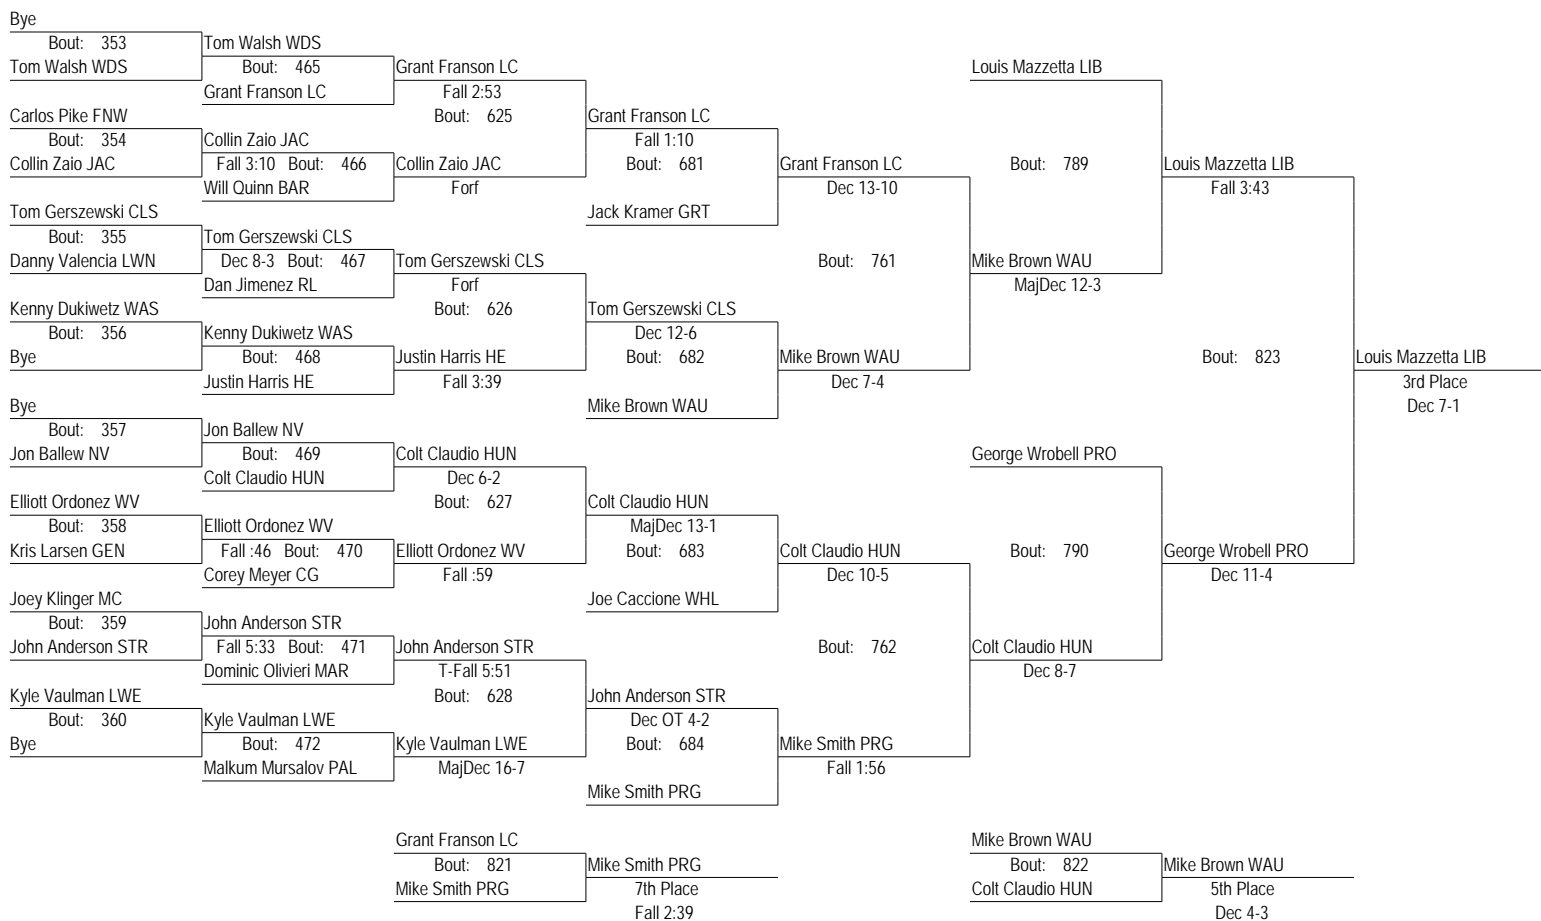 Bye
Bout: 353
Tom Walsh WDS
Carlos Pike FNW
Bout: 354
Collin Zaio JAC
Tom Gerszewski CLS
Bout: 355
Danny Valencia LWN
Kenny Dukiwetz WAS
Bout: 356
Bye
Bye
Bout: 357
Jon Ballew NV
Elliott Ordonez WV
Bout: 358
Kris Larsen GEN
Joey Klinger MC
Bout: 359
John Anderson STR
Kyle Vaulman LWE
Bout: 360
Bye
Tom Walsh WDS
Bout: 465
Grant Franson LC
Collin Zaio JAC
Fall 3:10 Bout: 466
Will Quinn BAR
Tom Gerszewski CLS
Dec 8-3 Bout: 467
Dan Jimenez RL
Kenny Dukiwetz WAS
Bout: 468
Justin Harris HE
Jon Ballew NV
Bout: 469
Colt Claudio HUN
Elliott Ordonez WV
Fall :46 Bout: 470
Corey Meyer CG
John Anderson STR
Fall 5:33 Bout: 471
Dominic Olivieri MAR
Kyle Vaulman LWE
Bout: 472
Malkum Mursalov PAL
Grant Franson LC
Fall 2:53
Bout: 625
Collin Zaio JAC
Forf
Tom Gerszewski CLS
Forf
Bout: 626
Justin Harris HE
Fall 3:39
Colt Claudio HUN
Dec 6-2
Bout: 627
Elliott Ordonez WV
Fall :59
John Anderson STR
T-Fall 5:51
Bout: 628
Kyle Vaulman LWE
MajDec 16-7
Grant Franson LC
Fall 1:10
Bout: 681
Jack Kramer GRT
Tom Gerszewski CLS
Dec 12-6
Bout: 682
Mike Brown WAU
Colt Claudio HUN
MajDec 13-1
Bout: 683
Joe Caccione WHL
John Anderson STR
Dec OT 4-2
Bout: 684
Mike Smith PRG
Grant Franson LC
Dec 13-10
Bout: 761
Mike Brown WAU
Dec 7-4
Colt Claudio HUN
Dec 10-5
Bout: 762
Mike Smith PRG
Fall 1:56
Louis Mazzetta LIB
Bout: 789
Mike Brown WAU
MajDec 12-3
George Wrobell PRO
Bout: 790
Colt Claudio HUN
Dec 8-7
Louis Mazzetta LIB
Fall 3:43
Bout: 823
George Wrobell PRO
Dec 11-4
Louis Mazzetta LIB
3rd Place
Dec 7-1
Grant Franson LC
Bout: 821
Mike Smith PRG
Mike Smith PRG
7th Place
Fall 2:39
Mike Brown WAU
Bout: 822
Colt Claudio HUN
Mike Brown WAU
5th Place
Dec 4-3